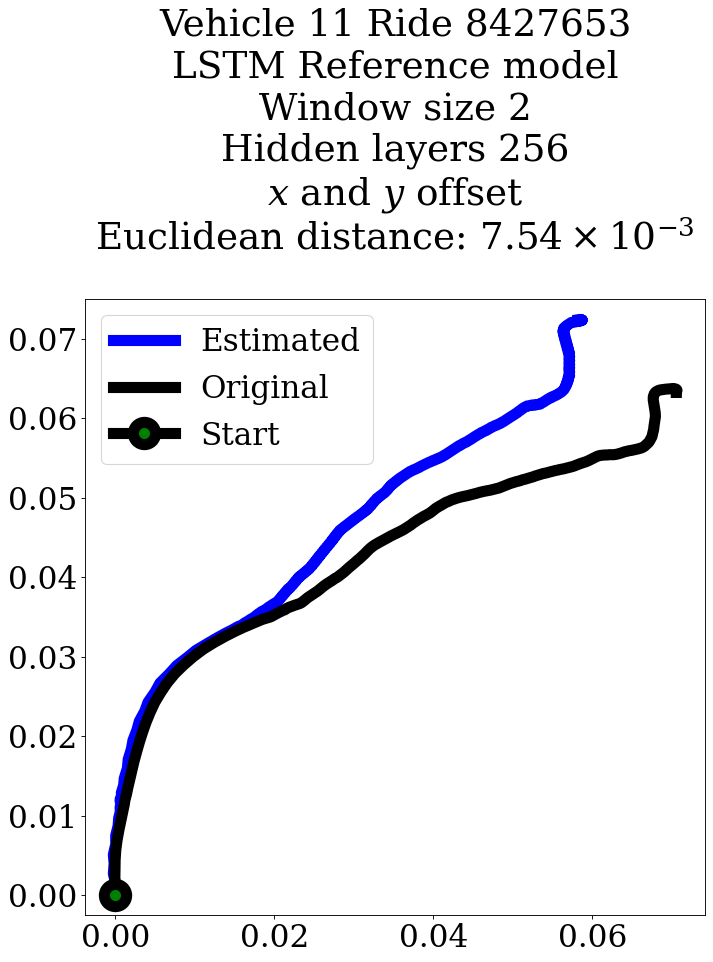 Vehicle 11 Ride 8427653
LSTM Reference model
Window size 2
Hidden layers 256
x and y offset
Euclidean distance: 7.54 × 10⁻³
Estimated
Original
Start
0.07
0.06
0.05
0.04
0.03
0.02
0.01
0.00
0.00 0.02 0.04 0.06